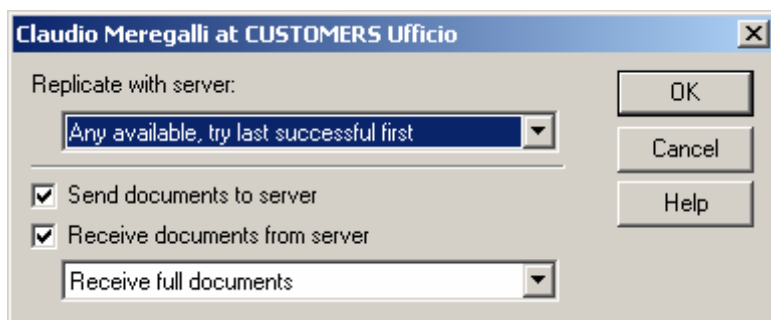 Claudio Meregalli at CUSTOMERS Ufficio
Replicate with server:
OK
Any available, try last successful first
Cancel
Send documents to server
Help
Receive documents from server
Receive full documents